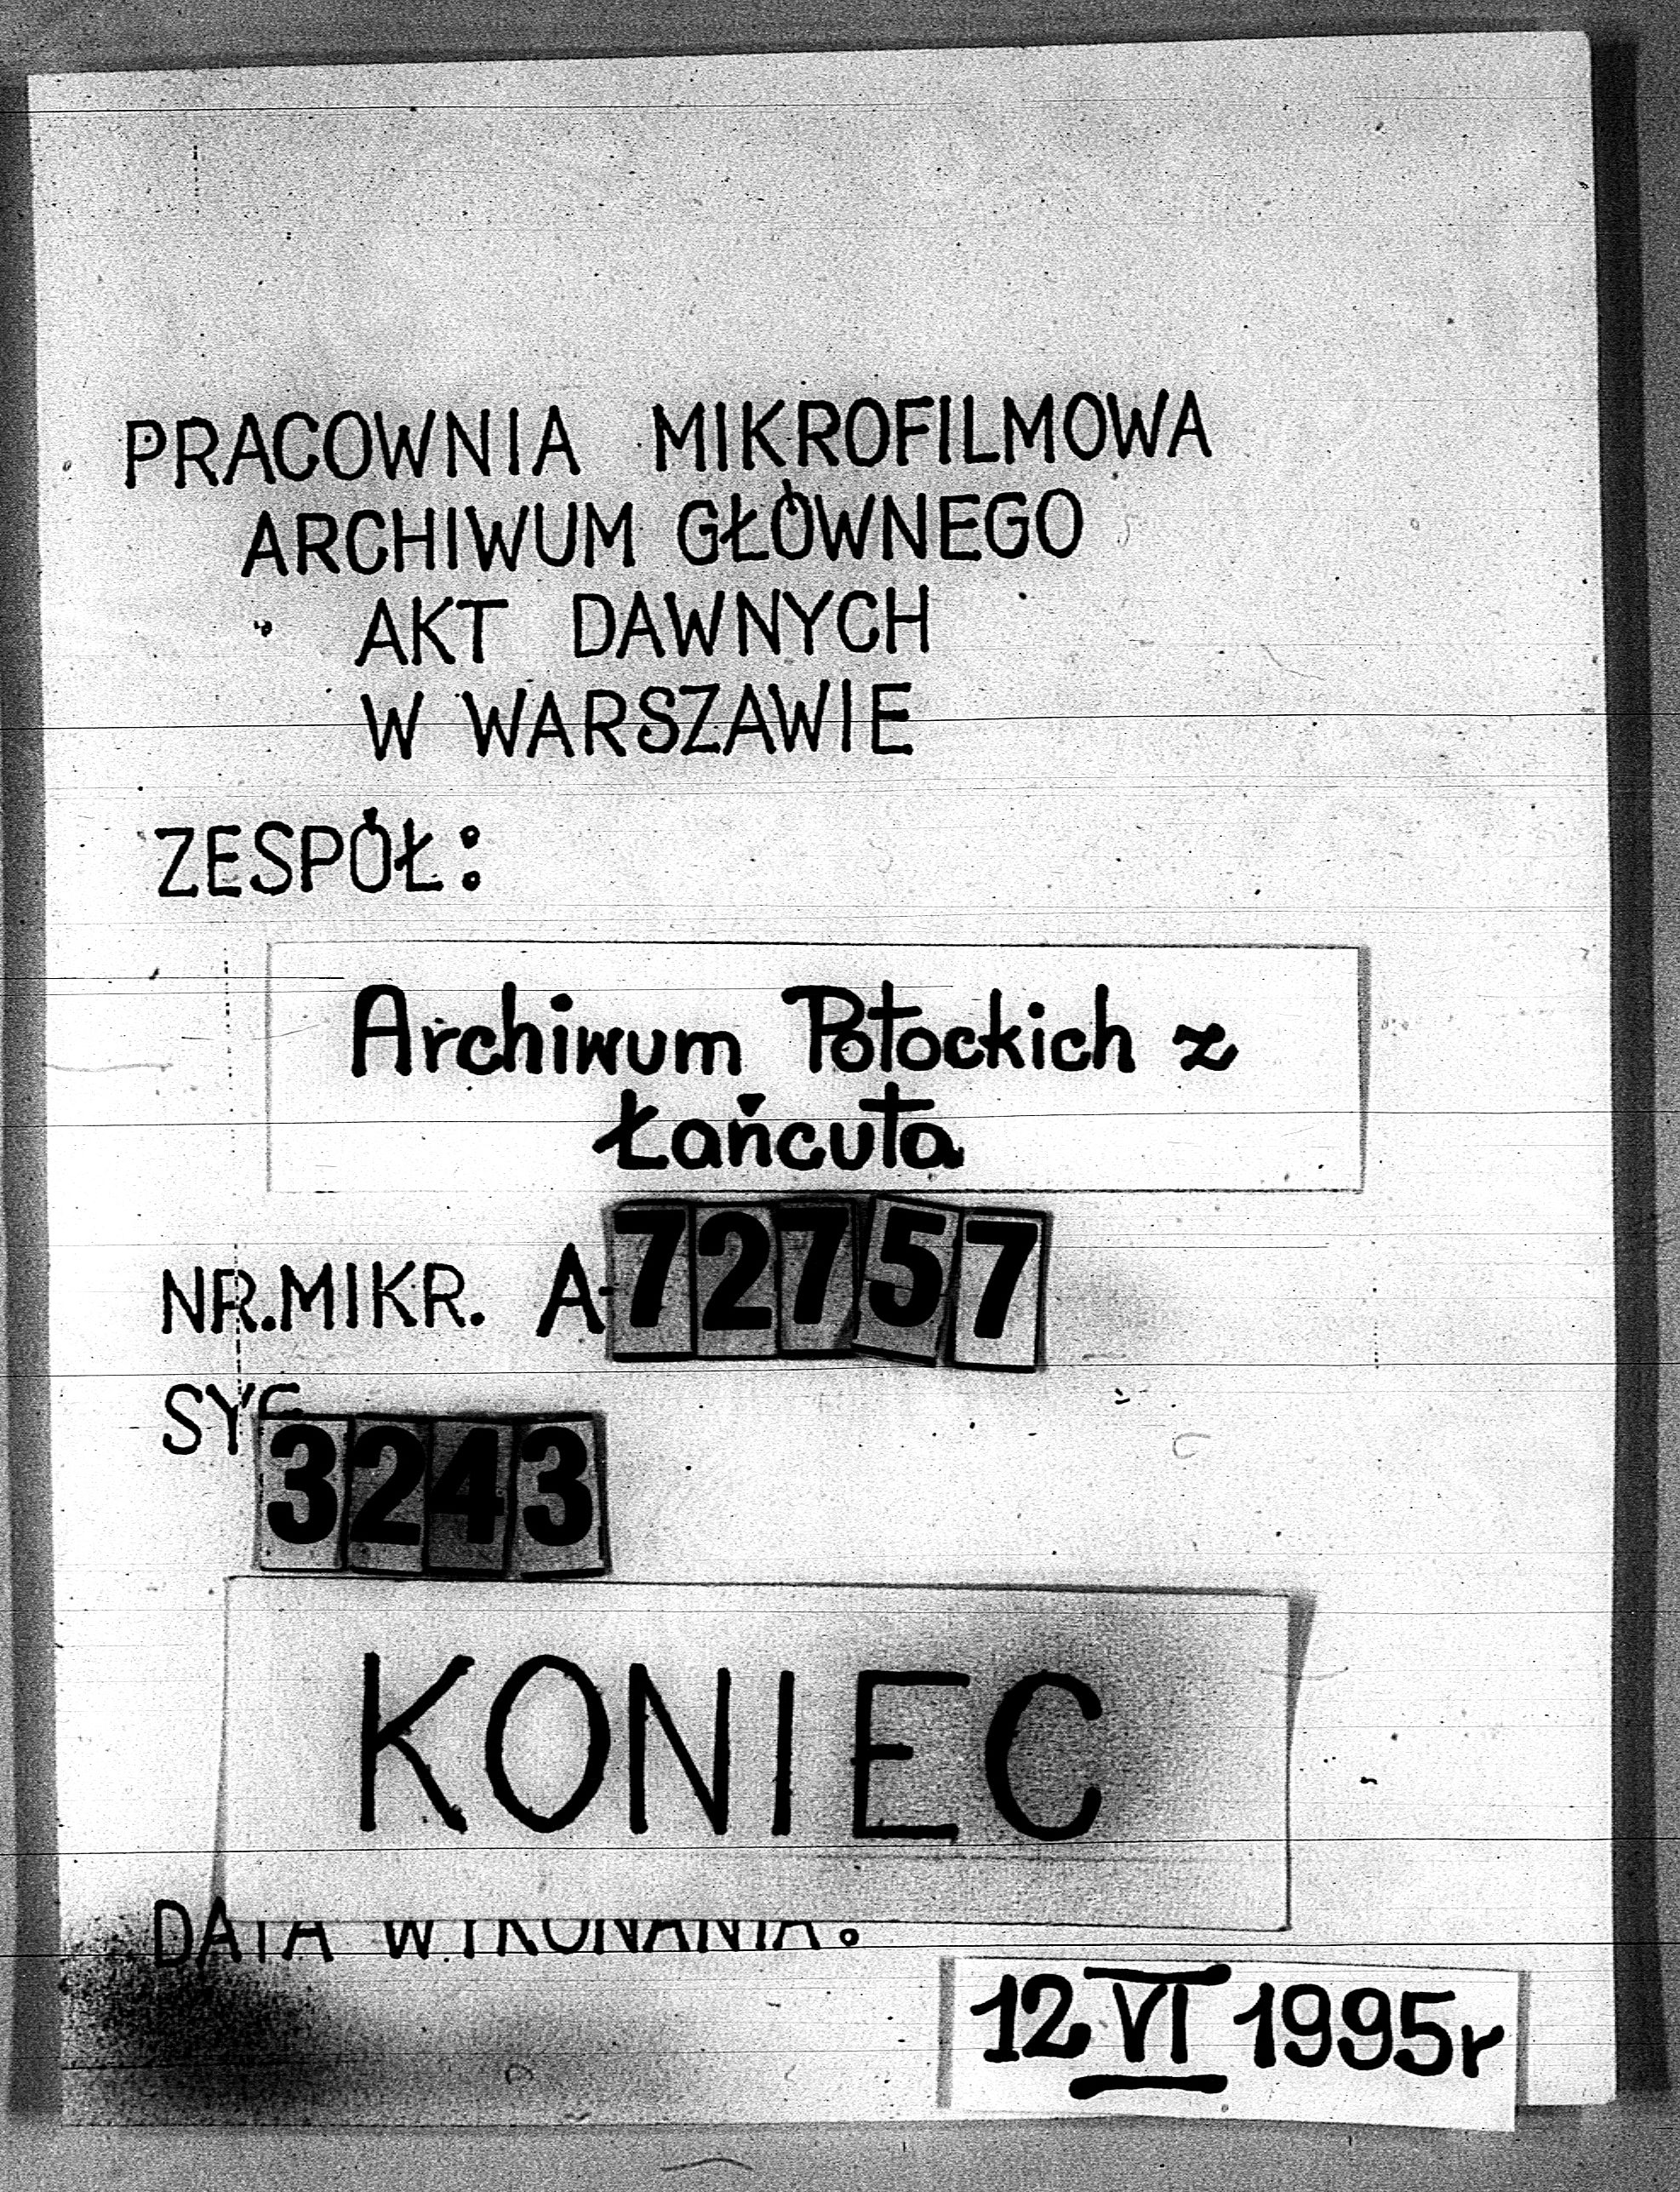 PRACOWNIA MIKROFILMOWA
ARCHIWUM GŁÓWNEGO
AKT DAWNYCH
W WARSZAWIE
ZESPÓŁ:
Archiwum Potockich z
Łańcuta
NR.MIKR. A-72757
3243
KONIEC
DATA WYKONANIA:
12 VI 1995r